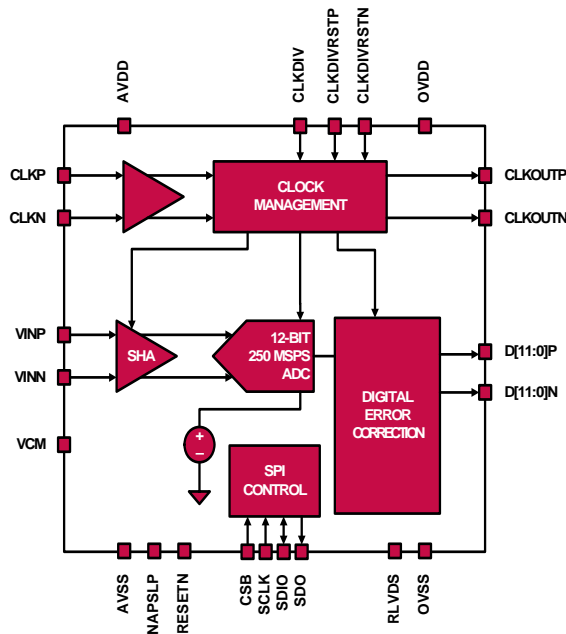 AVDD
CLKDIV
CLKDIVRSTP
CLKDIVRSTN
OVDD
CLKP
CLKN
CLOCK
MANAGEMENT
CLKOUTP
CLKOUTN
VINP
VINN
SHA
12-BIT
250 MSPS
ADC
D[11:0]P
D[11:0]N
DIGITAL
ERROR
CORRECTION
VCM
+
–
SPI
CONTROL
AVSS
NAPSLP
RESETN
CSB
SCLK
SDIO
SDO
RLVDS
OVSS